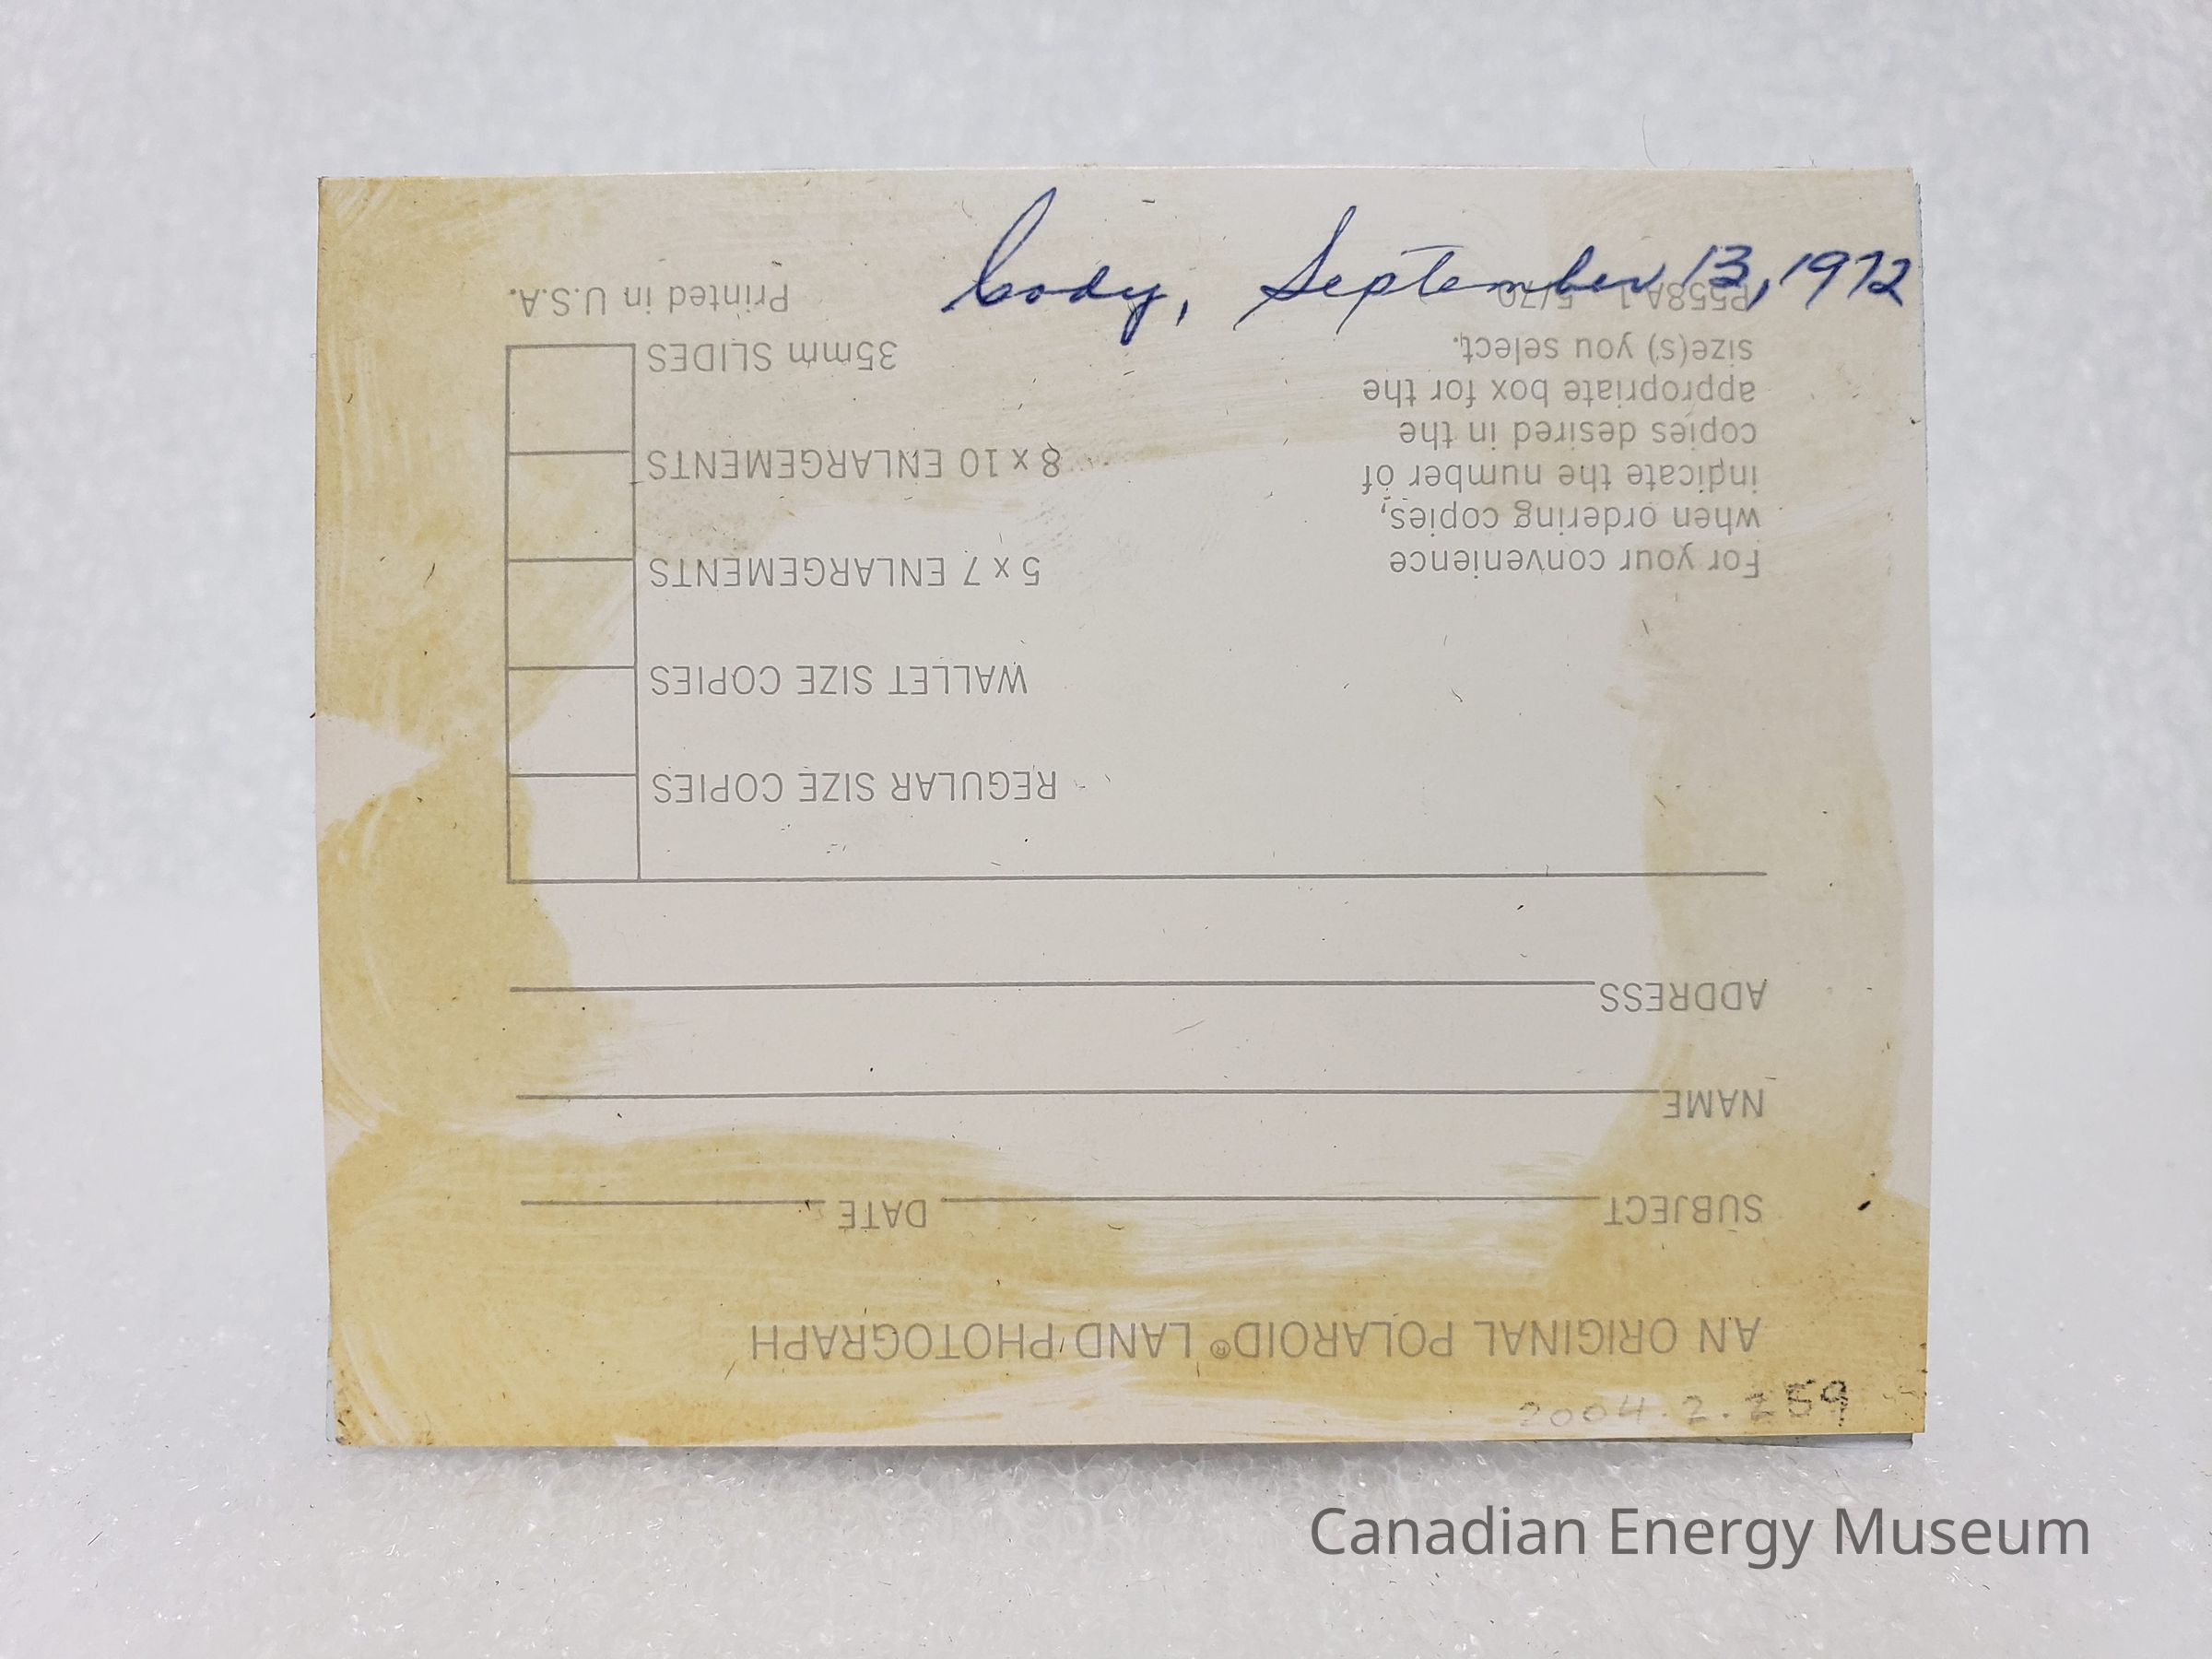 Cody, September 13, 1972
AN ORIGINAL POLAROID® LAND PHOTOGRAPH
SUBJECT DATE
NAME
ADDRESS
REGULAR SIZE COPIES
WALLET SIZE COPIES
5 x 7 ENLARGEMENTS
8 x 10 ENLARGEMENTS
35mm SLIDES
For your convenience
when ordering copies,
indicate the number of
copies desired in the
appropriate box for the
size(s) you select.
P558A-1 5/70
Printed in U.S.A.
2004.2.259
Canadian Energy Museum